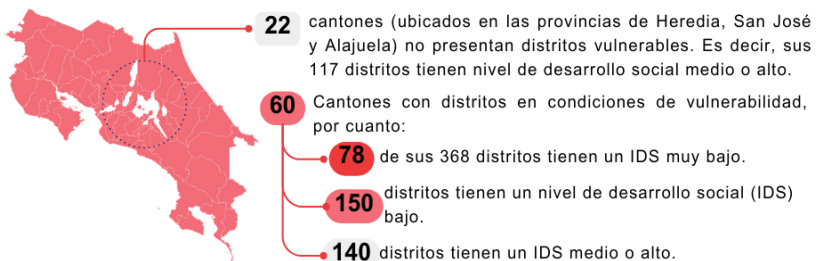 22 cantones (ubicados en las provincias de Heredia, San José
y Alajuela) no presentan distritos vulnerables. Es decir, sus
117 distritos tienen nivel de desarrollo social medio o alto.
60 Cantones con distritos en condiciones de vulnerabilidad,
por cuanto:
78 de sus 368 distritos tienen un IDS muy bajo.
150 distritos tienen un nivel de desarrollo social (IDS)
bajo.
140 distritos tienen un IDS medio o alto.